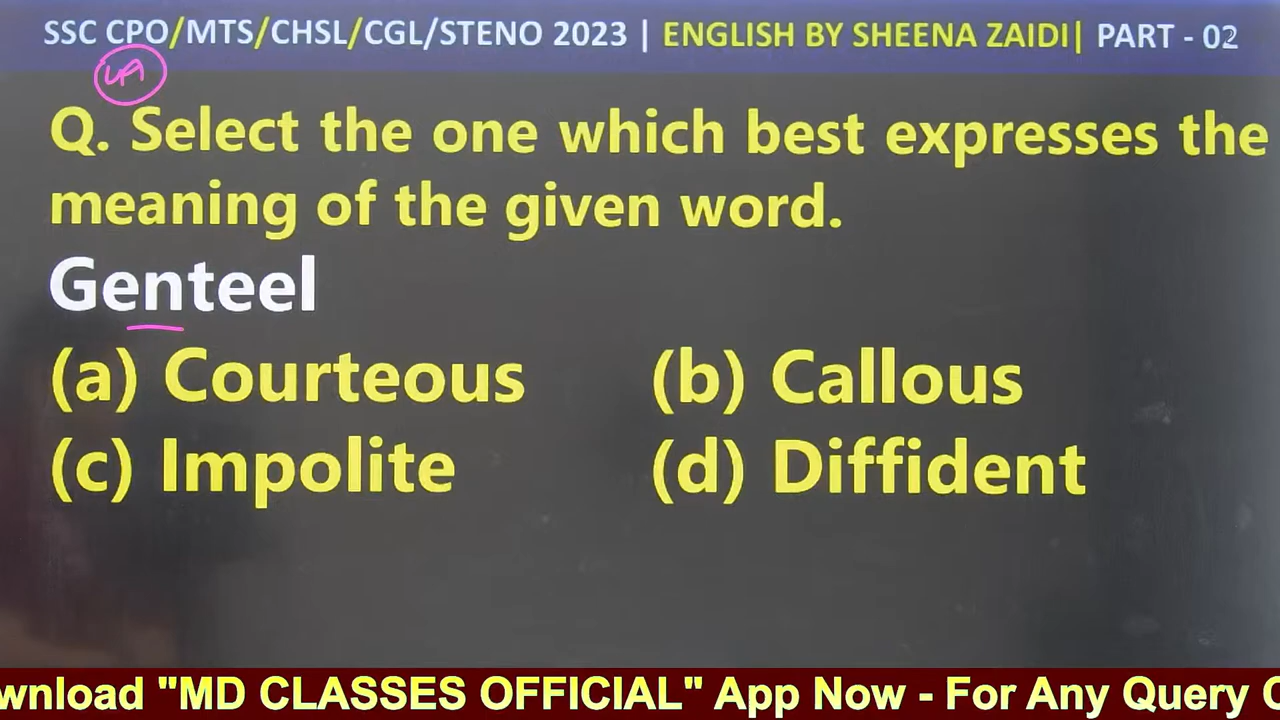 SSC CPO/MTS/CHSL/CGL/STENO 2023 | ENGLISH BY SHEENA ZAIDI| PART - 02
Q. Select the one which best expresses the
meaning of the given word.
Genteel
(a) Courteous (b) Callous
(c) Impolite (d) Diffident
wnload "MD CLASSES OFFICIAL" App Now - For Any Query C